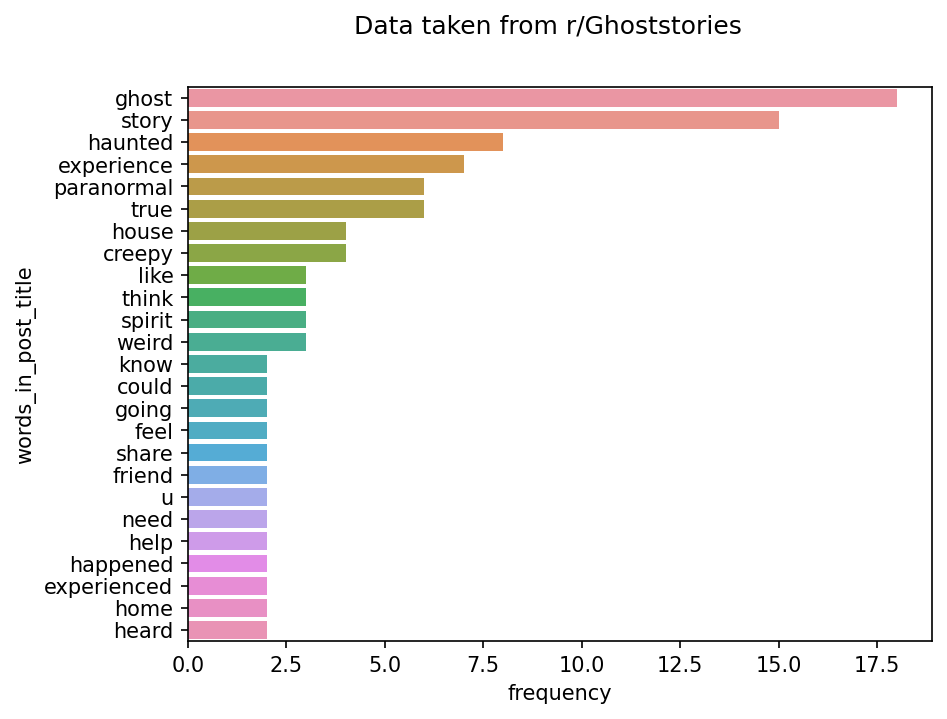 Data taken from r/Ghoststories
words_in_post_title
ghost
story
haunted
experience
paranormal
true
house
creepy
like
think
spirit
weird
know
could
going
feel
share
friend
u
need
help
happened
experienced
home
heard
0.0 2.5 5.0 7.5 10.0 12.5 15.0 17.5
frequency